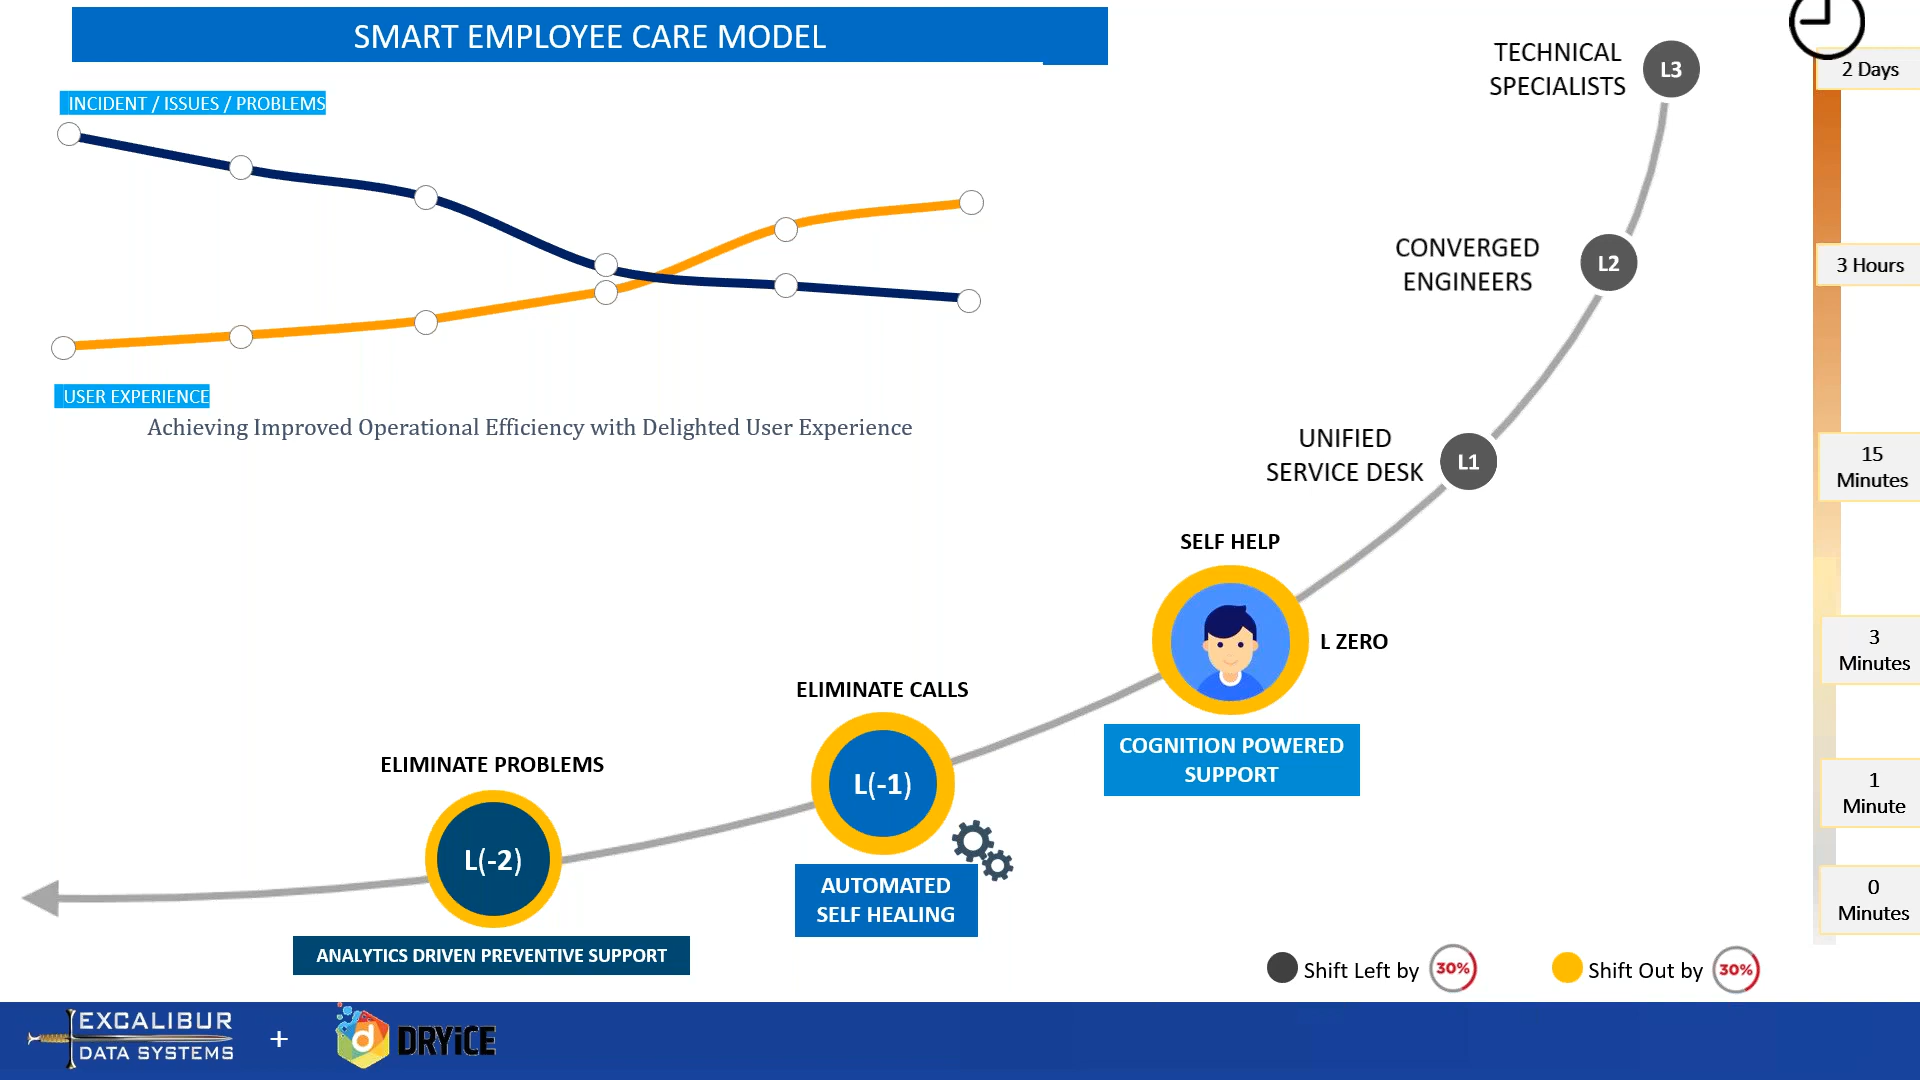 SMART EMPLOYEE CARE MODEL
INCIDENT / ISSUES / PROBLEMS
USER EXPERIENCE
Achieving Improved Operational Efficiency with Delighted User Experience
TECHNICAL
SPECIALISTS
L3
2 Days
CONVERGED
ENGINEERS
L2
3 Hours
UNIFIED
SERVICE DESK
L1
15
Minutes
SELF HELP
L ZERO
3
Minutes
COGNITION POWERED
SUPPORT
ELIMINATE CALLS
L(-1)
1
Minute
AUTOMATED
SELF HEALING
ELIMINATE PROBLEMS
L(-2)
0
Minutes
ANALYTICS DRIVEN PREVENTIVE SUPPORT
Shift Left by 30%
Shift Out by 30%
EXCALIBUR
DATA SYSTEMS
+
d DRYiCE